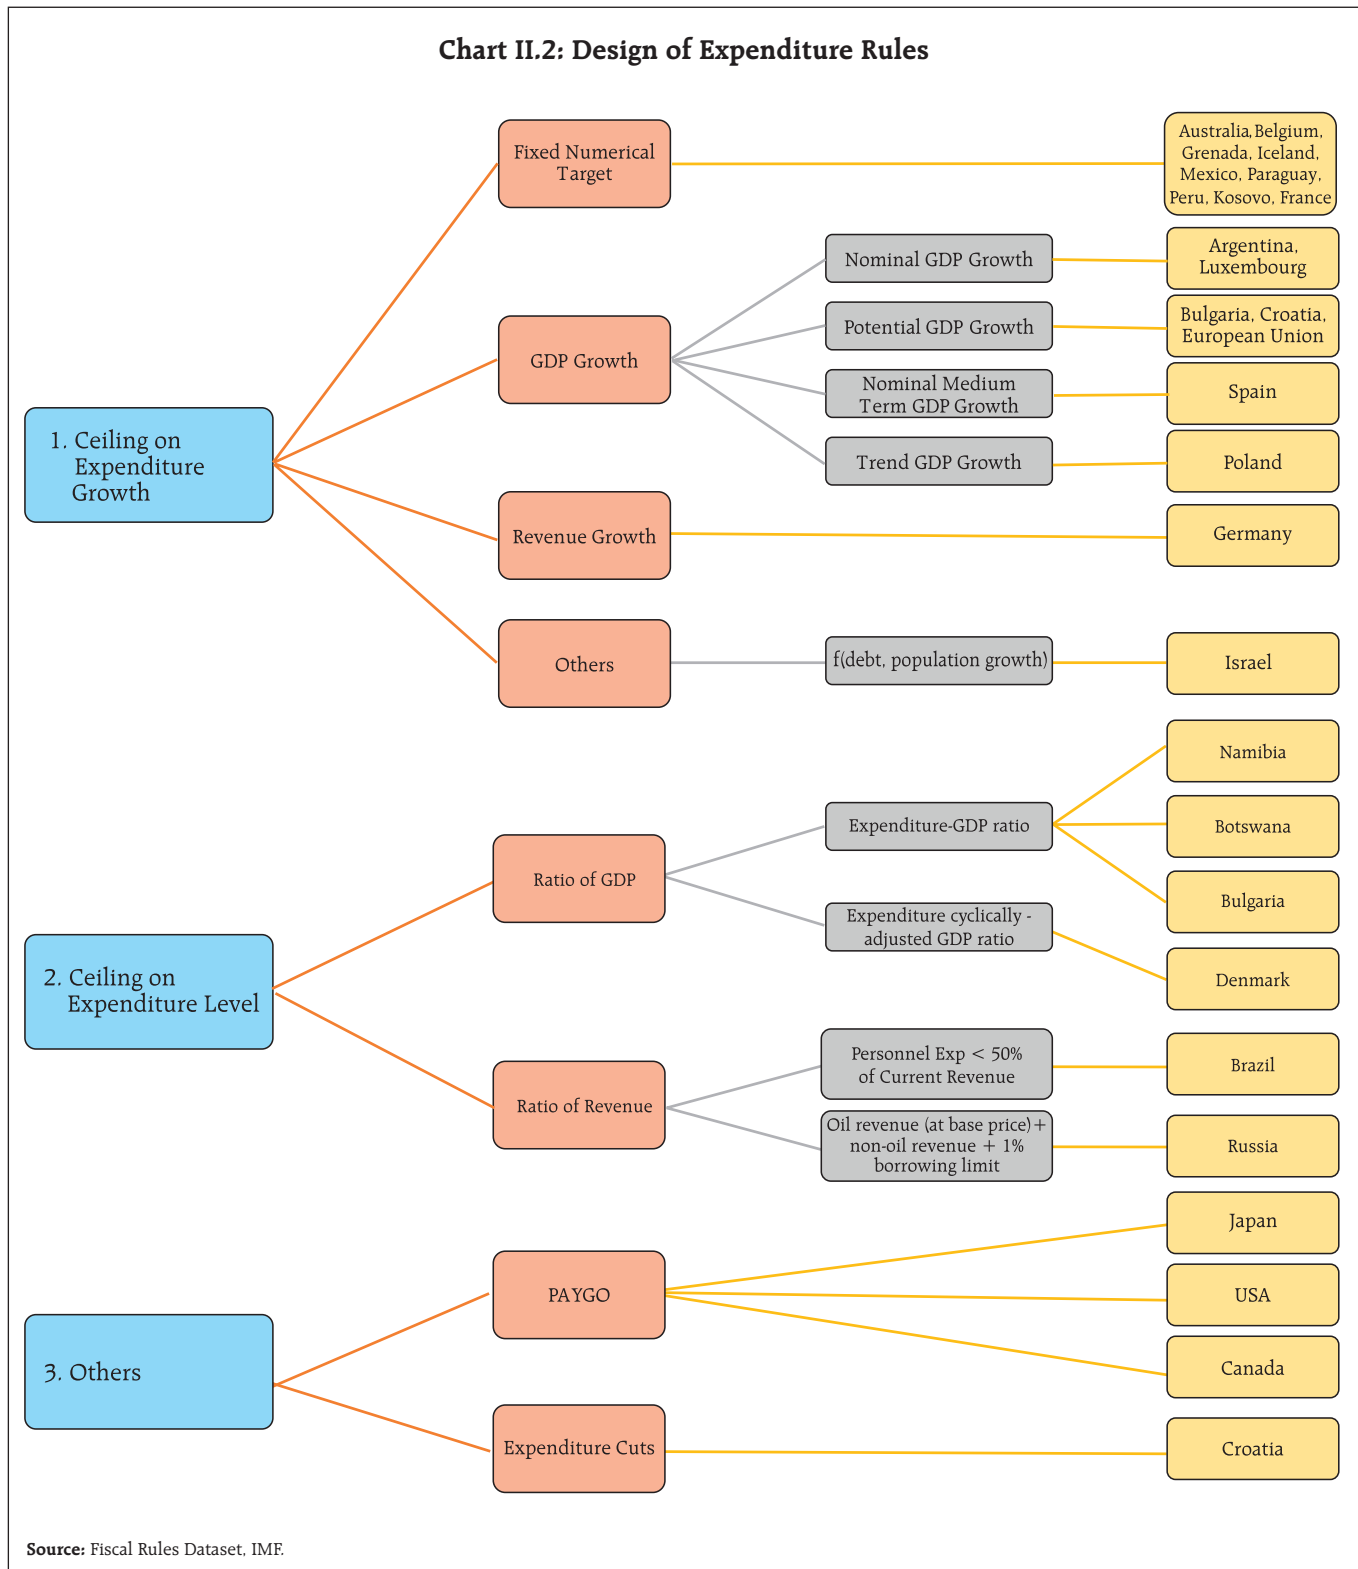 Chart II.2: Design of Expenditure Rules
1. Ceiling on
Expenditure
Growth
Fixed Numerical
Target
Australia, Belgium,
Grenada, Iceland,
Mexico, Paraguay,
Peru, Kosovo, France
GDP Growth
Nominal GDP Growth
Argentina,
Luxembourg
Potential GDP Growth
Bulgaria, Croatia,
European Union
Nominal Medium
Term GDP Growth
Spain
Trend GDP Growth
Poland
Revenue Growth
Germany
Others
f(debt, population growth)
Israel
2. Ceiling on
Expenditure Level
Ratio of GDP
Expenditure-GDP ratio
Namibia
Botswana
Bulgaria
Expenditure cyclically -
adjusted GDP ratio
Denmark
Ratio of Revenue
Personnel Exp < 50%
of Current Revenue
Brazil
Oil revenue (at base price) +
non-oil revenue + 1%
borrowing limit
Russia
3. Others
PAYGO
Japan
USA
Canada
Expenditure Cuts
Croatia
Source: Fiscal Rules Dataset, IMF.